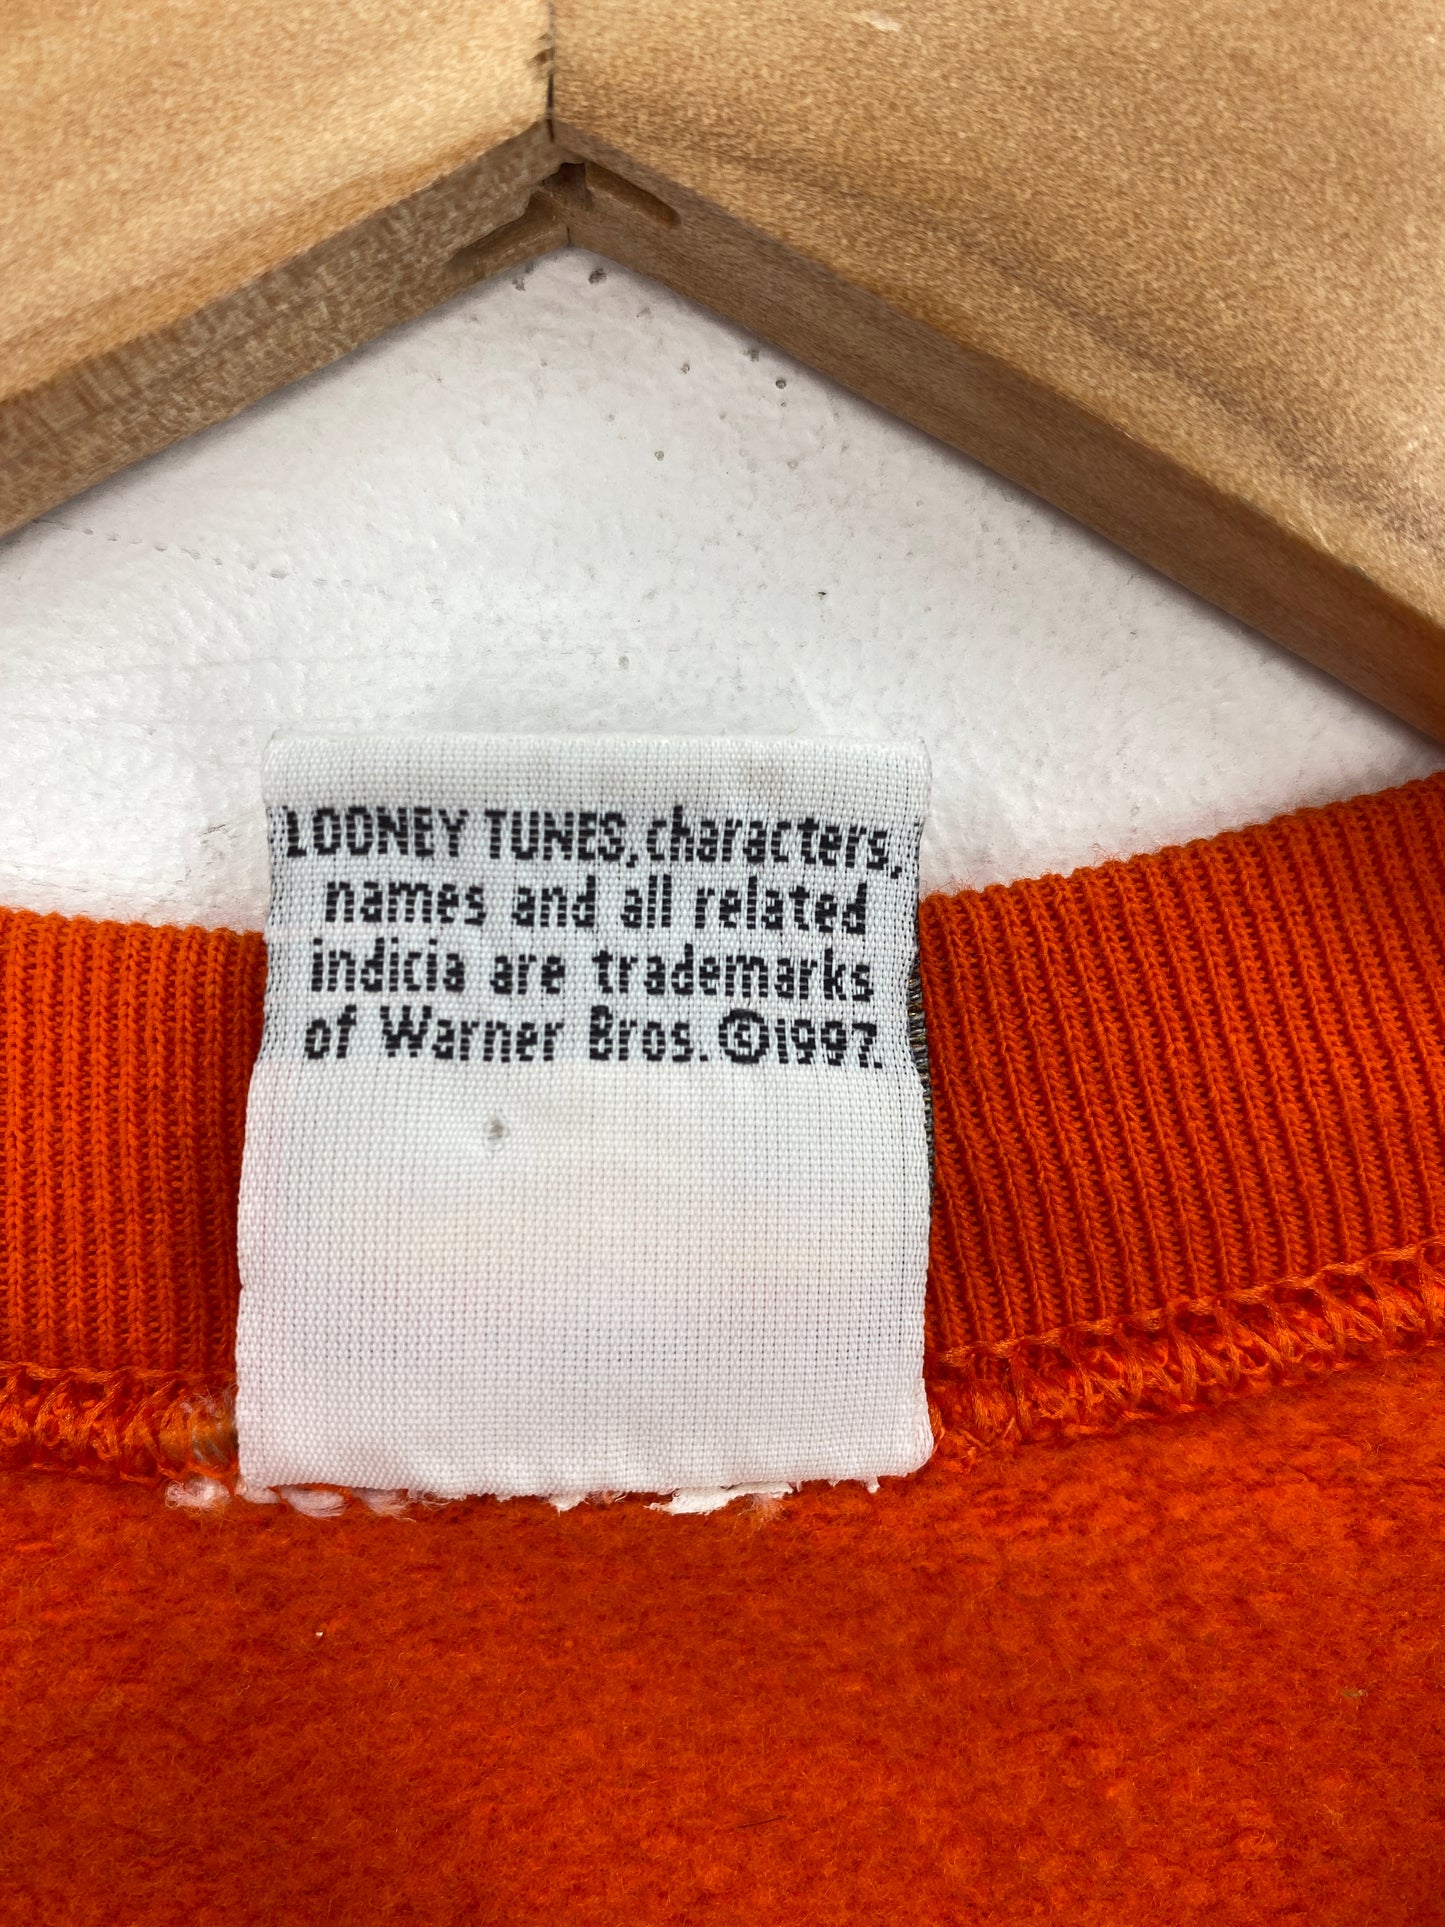 LOONEY TUNES, characters,
names and all related
indicia are trademarks
of Warner Bros. ©1997.